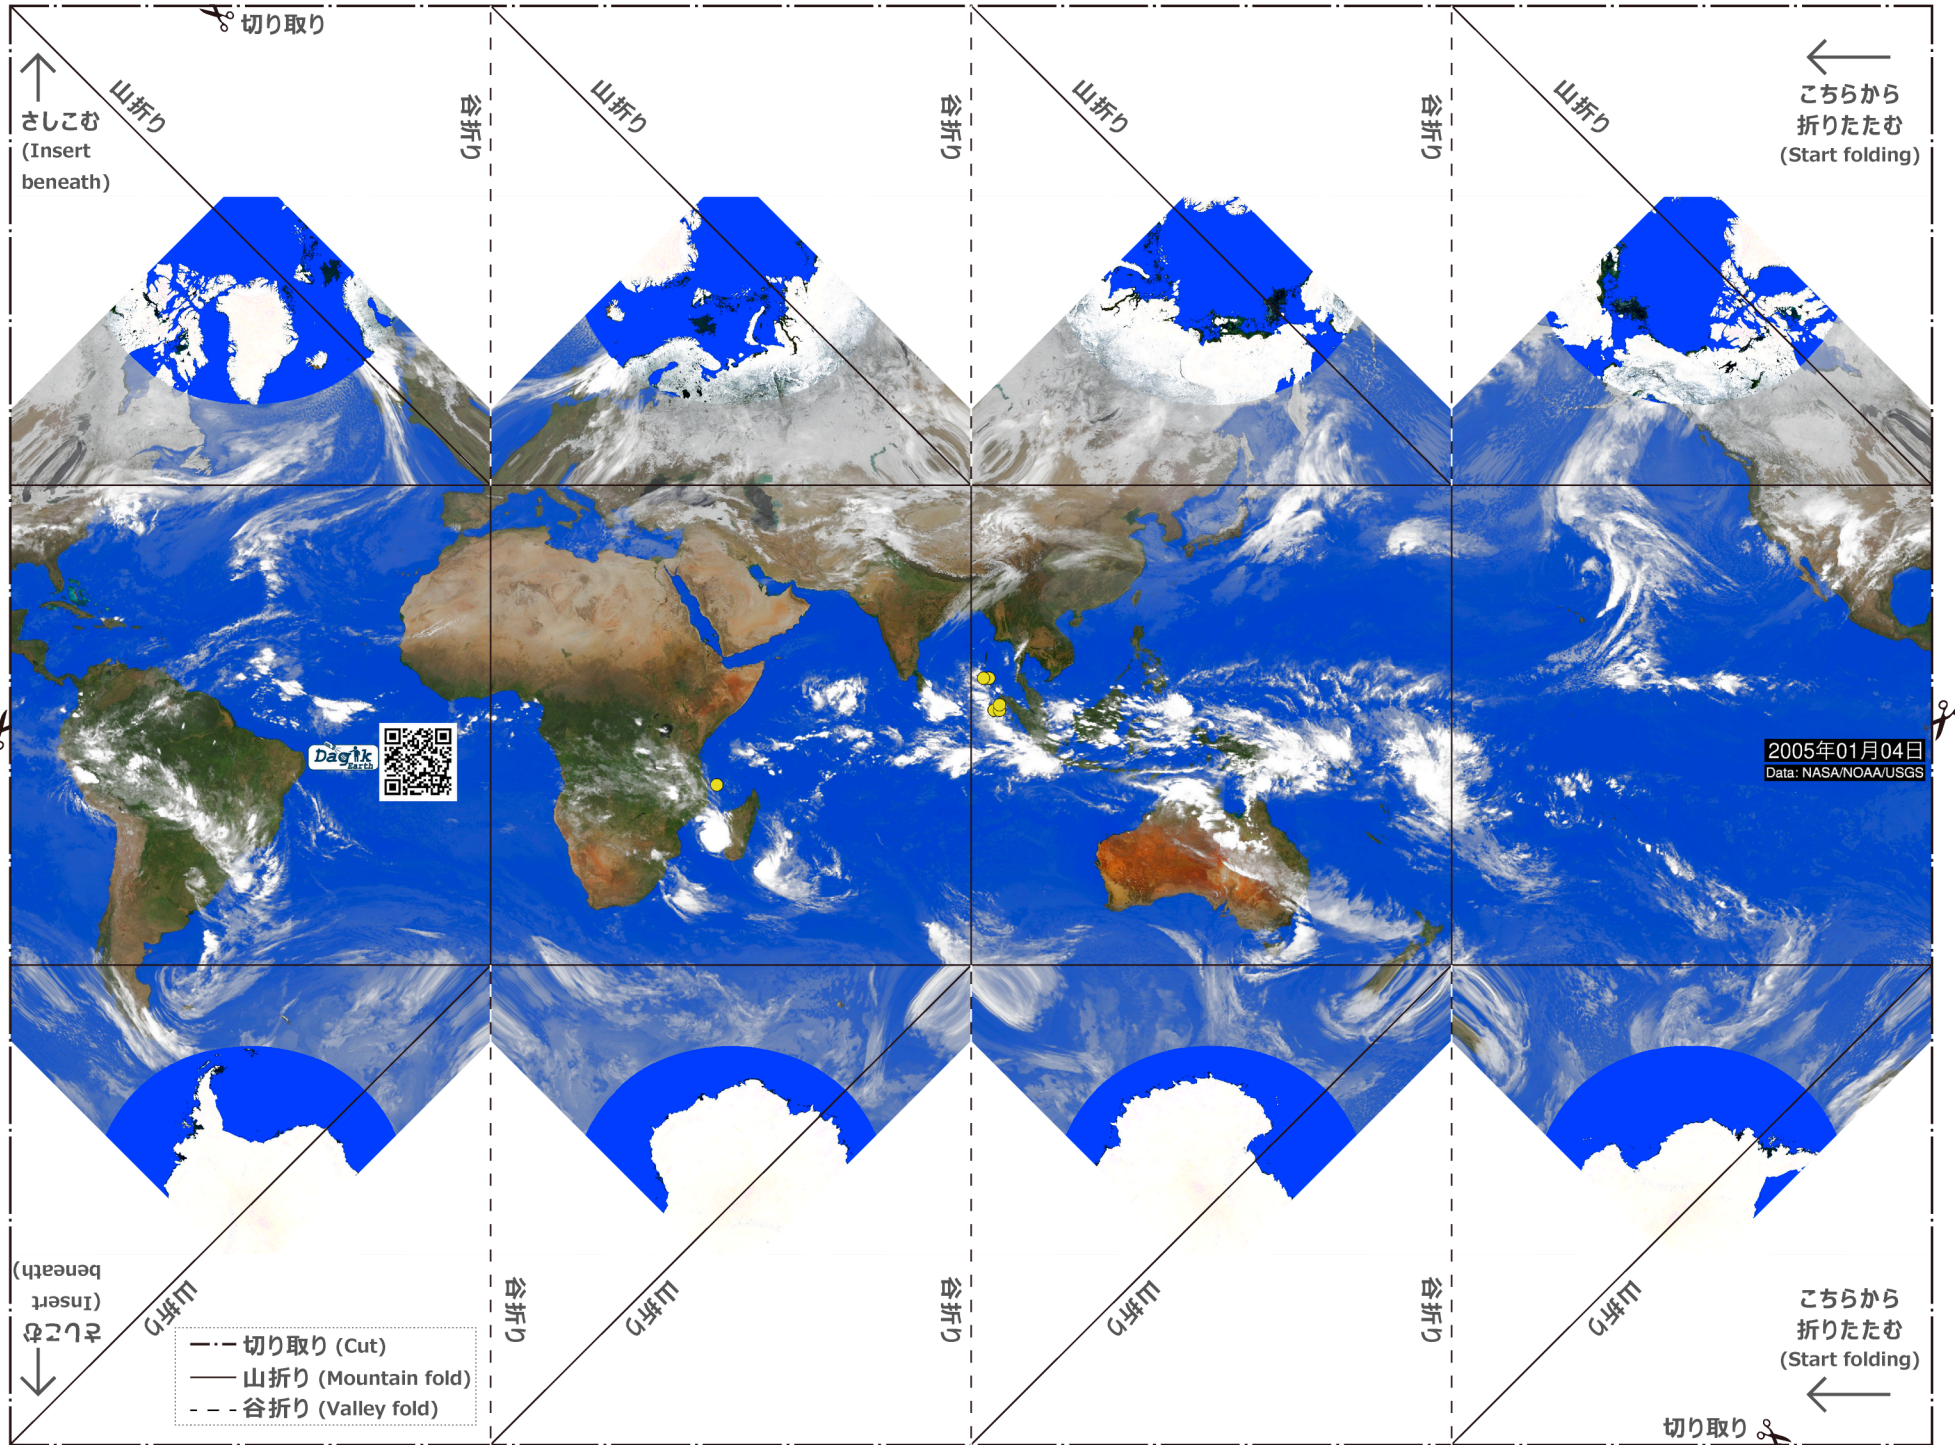 切り取り
さしこむ
(Insert
beneath)
山折り
谷折り
山折り
谷折り
山折り
谷折り
山折り
こちらから
折りたたむ
(Start folding)
Dagik
Earth
2005年01月04日
Data: NASA/NOAA/USGS
さしこむ
(Insert
beneath)
山折り
谷折り
山折り
谷折り
山折り
谷折り
山折り
こちらから
折りたたむ
(Start folding)
切り取り (Cut)
山折り (Mountain fold)
谷折り (Valley fold)
切り取り